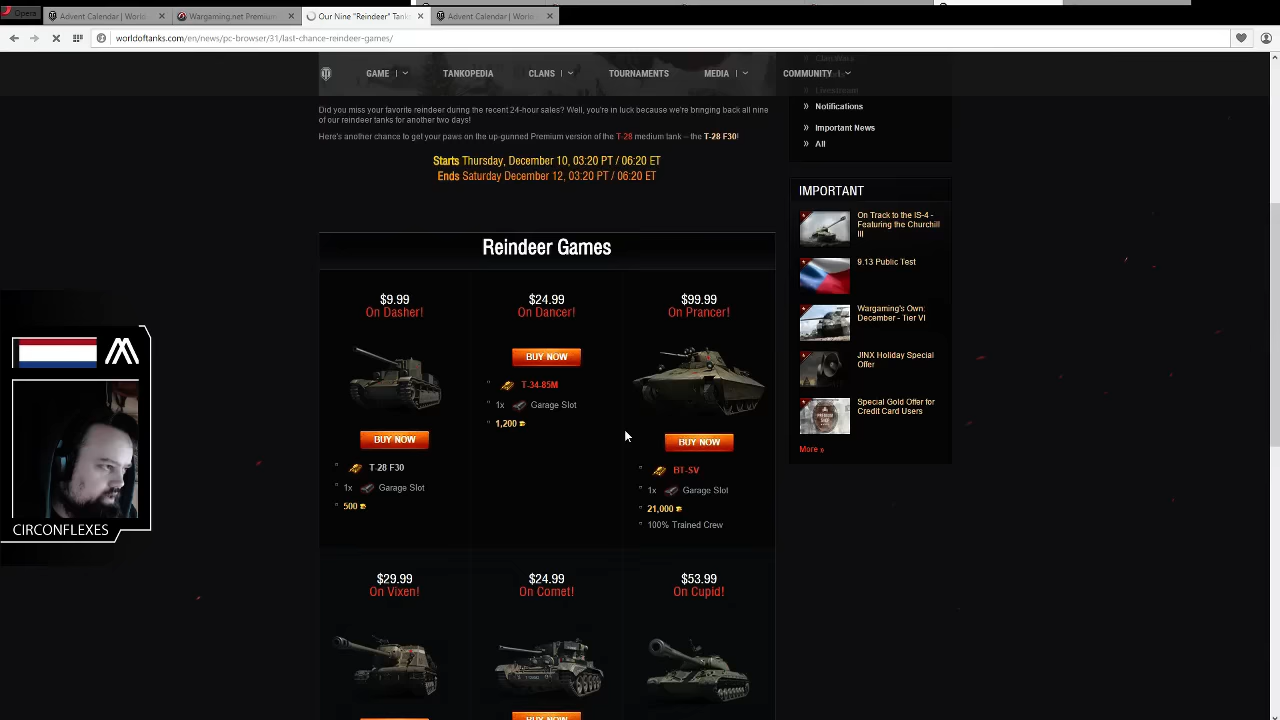 Opera
Advent Calendar | World
Wargaming.net Premium
Our Nine "Reindeer" Tank
Advent Calendar | World
worldoftanks.com/en/news/pc-browser/31/last-chance-reindeer-games/
GAME
TANKOPEDIA
CLANS
TOURNAMENTS
MEDIA
COMMUNITY
Clan Wars
Livestream
Notifications
Important News
All
Did you miss your favorite reindeer during the recent 24-hour sales? Well, you're in luck because we're bringing back all nine
of our reindeer tanks for another two days!
Here's another chance to get your paws on the up-gunned Premium version of the T-28 medium tank – the T-28 F30!
Starts Thursday, December 10, 03:20 PT / 06:20 ET
Ends Saturday December 12, 03:20 PT / 06:20 ET
Reindeer Games
$9.99
On Dasher!
BUY NOW
T-28 F30
1x Garage Slot
500
$24.99
On Dancer!
BUY NOW
T-34-85M
1x Garage Slot
1,200
$99.99
On Prancer!
BUY NOW
BT-SV
1x Garage Slot
21,000
100% Trained Crew
$29.99
On Vixen!
$24.99
On Comet!
BUY NOW
$53.99
On Cupid!
IMPORTANT
On Track to the IS-4 -
Featuring the Churchill
III
9.13 Public Test
Wargaming's Own:
December - Tier VI
J!NX Holiday Special
Offer
Special Gold Offer for
Credit Card Users
More »
CIRCONFLEXES